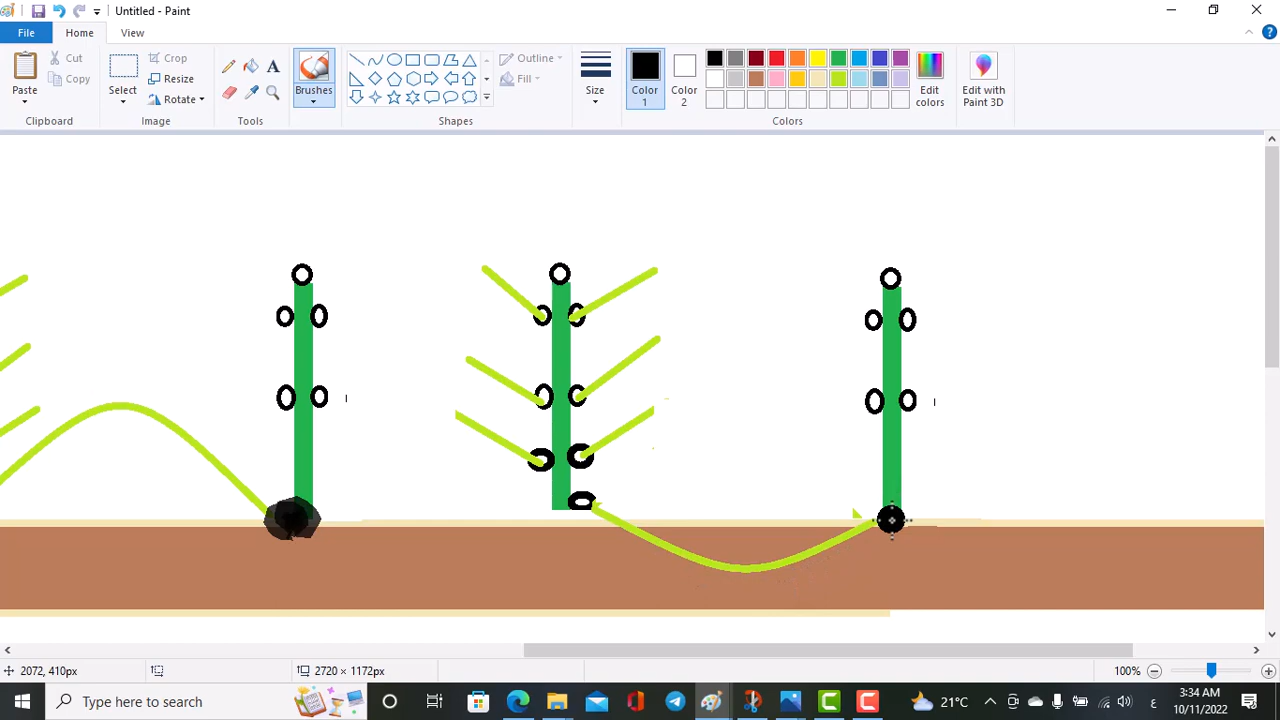 Untitled - Paint
File
Home
View
Paste
Cut
Copy
Clipboard
Select
Crop
Resize
Rotate
Image
Tools
Brushes
Shapes
Outline
Fill
Size
Color 1
Color 2
Edit colors
Colors
Edit with Paint 3D
2072, 410px
2720 × 1172px
100%
Type here to search
21°C
ع
3:34 AM
10/11/2022